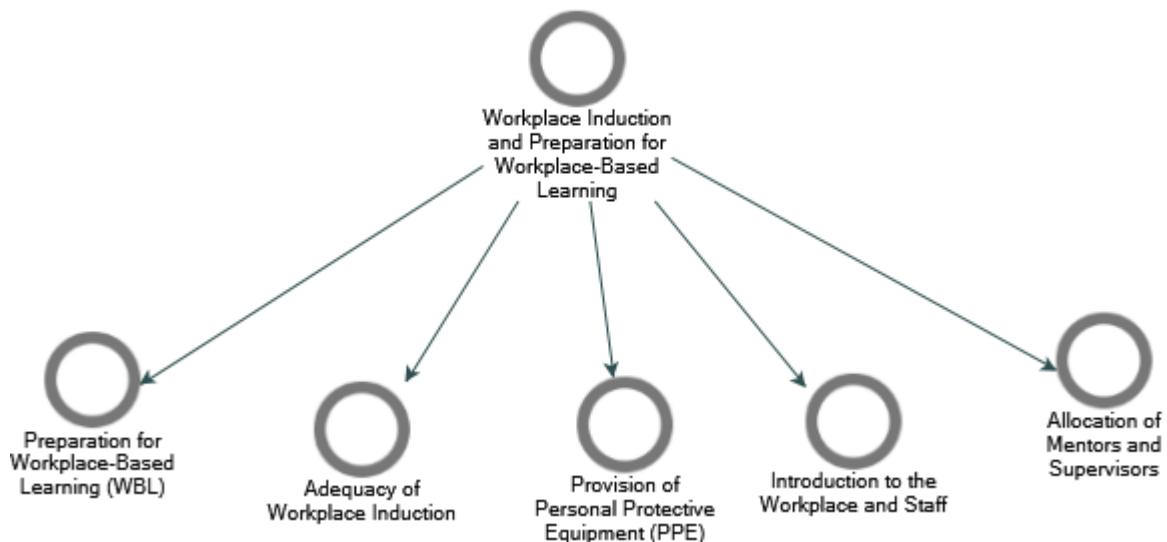 Workplace Induction
and Preparation for
Workplace-Based
Learning
Preparation for
Workplace-Based
Learning (WBL)
Adequacy of
Workplace Induction
Provision of
Personal Protective
Equipment (PPE)
Introduction to the
Workplace and Staff
Allocation of
Mentors and
Supervisors